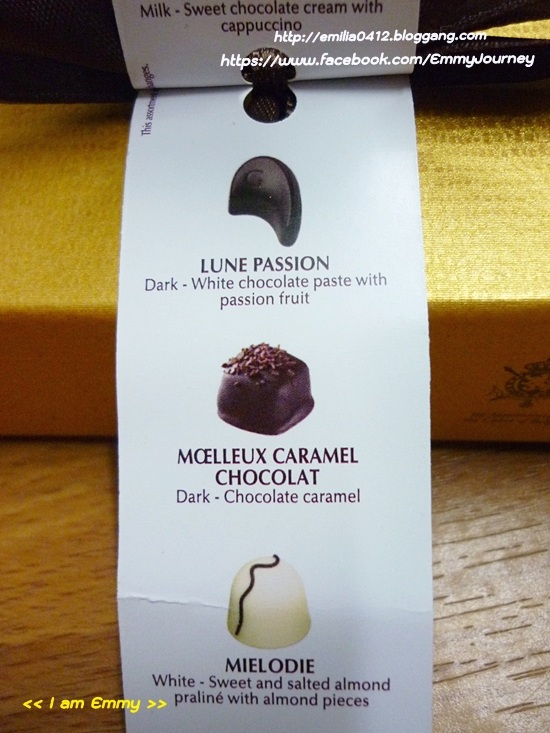 Milk - Sweet chocolate cream with
cappuccino
http://emilia0412.bloggang.com
https://www.facebook.com/EmmyJourney
This assortment
LUNE PASSION
Dark - White chocolate paste with
passion fruit
MŒLLEUX CARAMEL
CHOCOLAT
Dark - Chocolate caramel
MIELODIE
White - Sweet and salted almond
praliné with almond pieces
<< I am Emmy >>